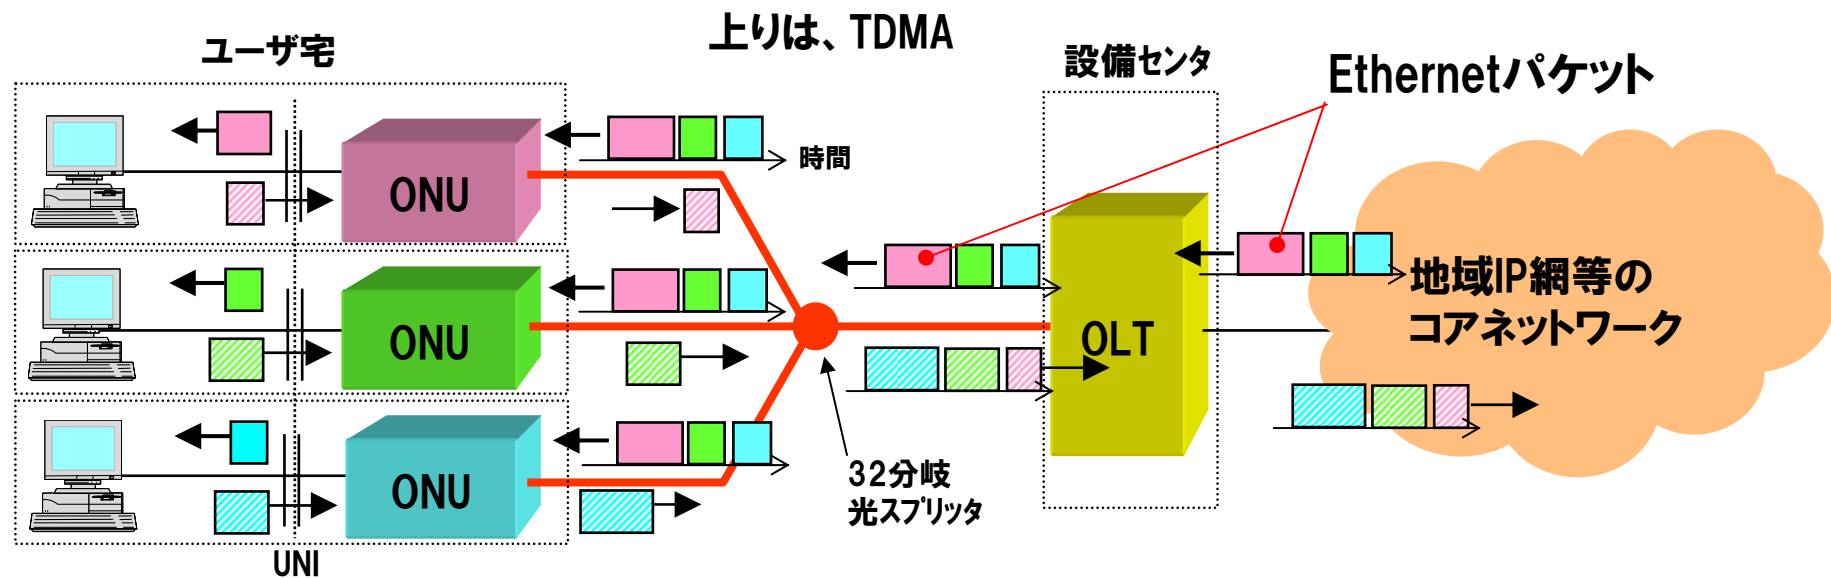 上りは、TDMA
ユーザ宅
設備センタ
Ethernetパケット
時間
ONU
ONU
OLT
地域IP網等の
コアネットワーク
ONU
32分岐
光スプリッタ
UNI